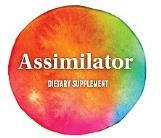 Assimilator
DIETARY SUPPLEMENT